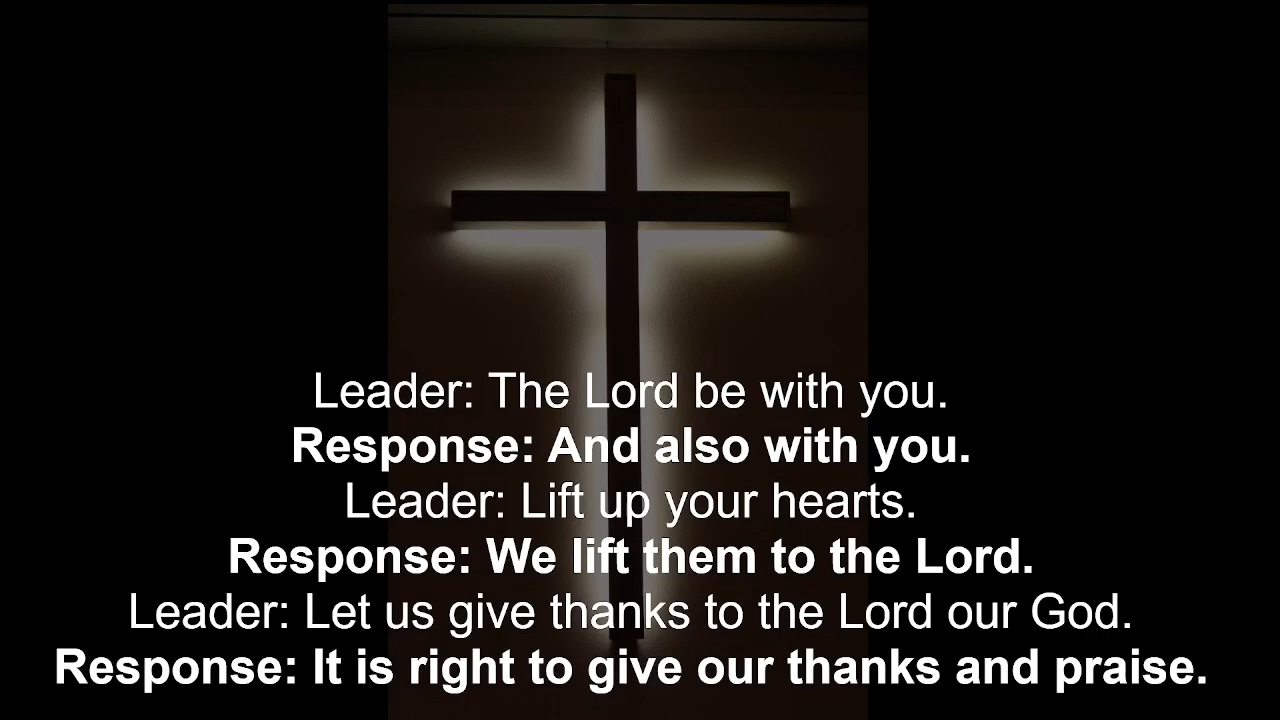 Leader: The Lord be with you.
Response: And also with you.
Leader: Lift up your hearts.
Response: We lift them to the Lord.
Leader: Let us give thanks to the Lord our God.
Response: It is right to give our thanks and praise.